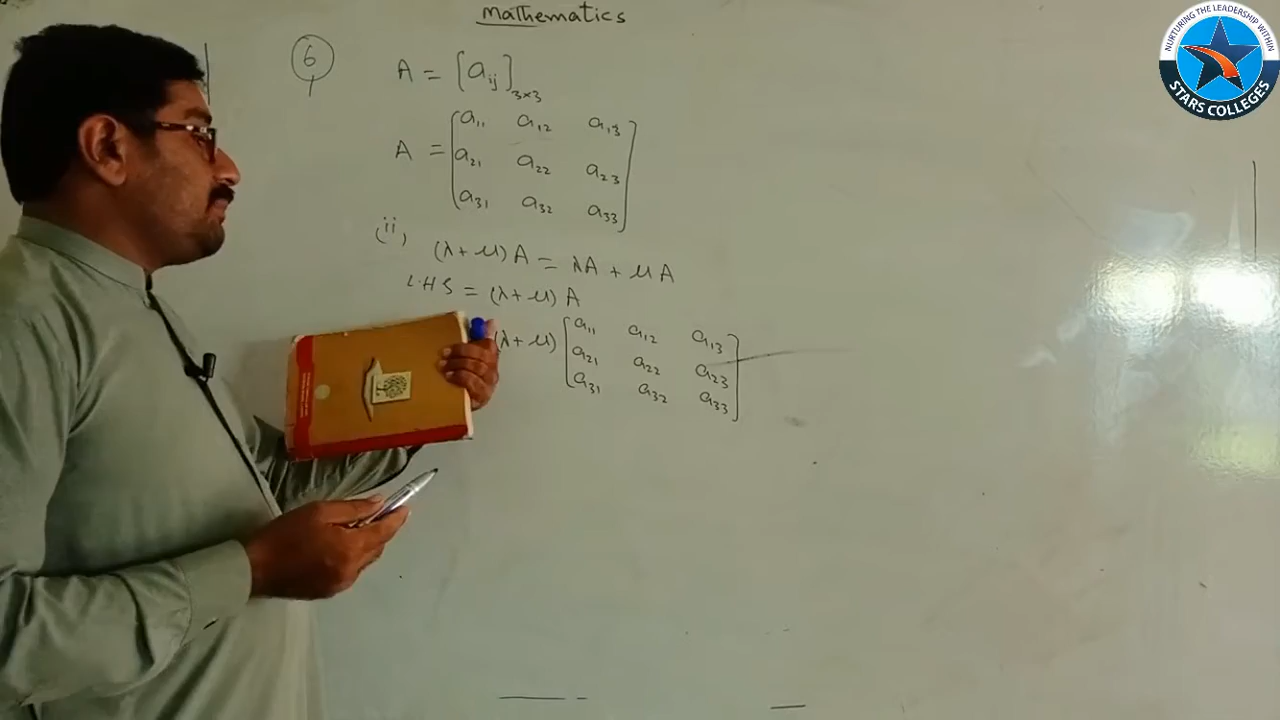 Mathematics
6
A = [aij]3×3
A = [a11 a12 a13
a21 a22 a23
a31 a32 a33]
(ii)
(λ+μ)A = λA + μA
L.H.S = (λ+μ)A
(λ+μ) [a11 a12 a13
a21 a22 a23
a31 a32 a33]
NURTURING THE LEADERSHIP WITHIN
STARS COLLEGES